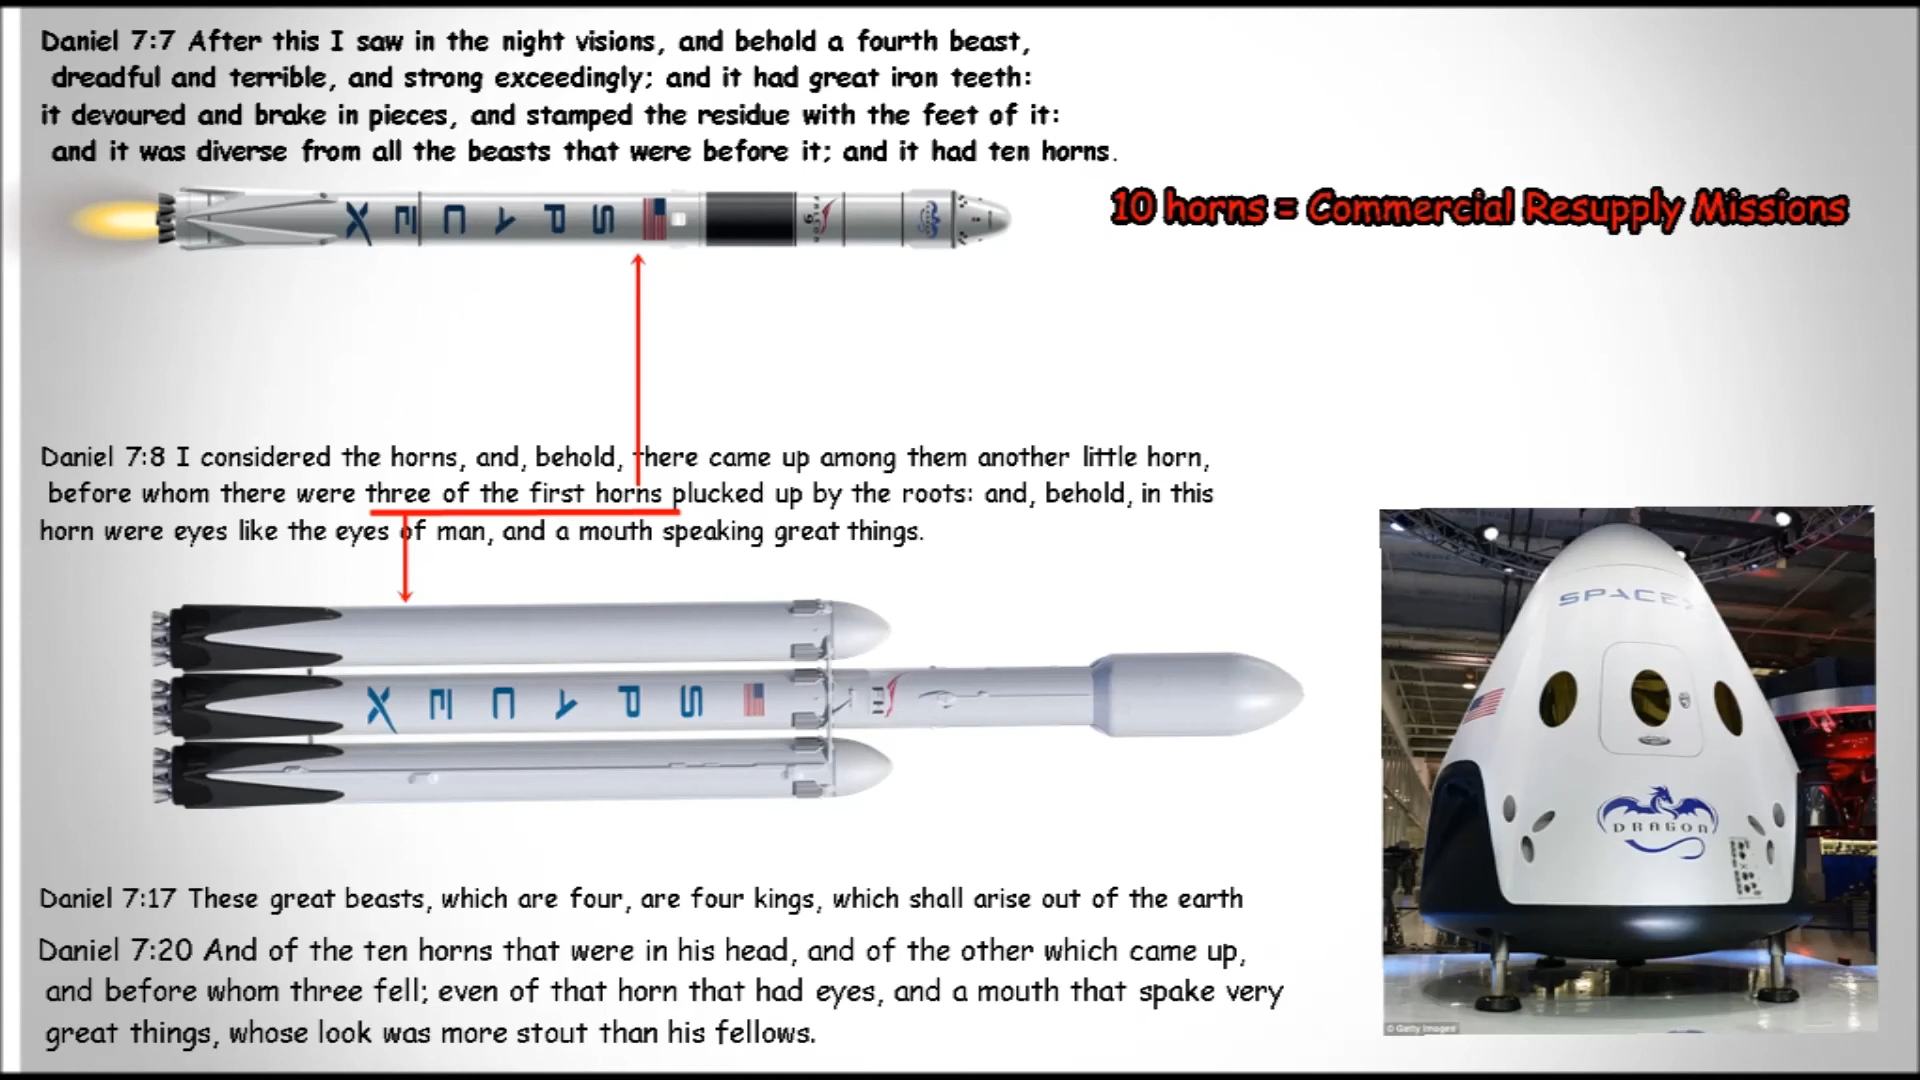 Daniel 7:7 After this I saw in the night visions, and behold a fourth beast,
dreadful and terrible, and strong exceedingly; and it had great iron teeth:
it devoured and brake in pieces, and stamped the residue with the feet of it:
and it was diverse from all the beasts that were before it; and it had ten horns.
10 horns = Commercial Resupply Missions
SPACEX
FALCON 9
Daniel 7:8 I considered the horns, and, behold, there came up among them another little horn,
before whom there were three of the first horns plucked up by the roots: and, behold, in this
horn were eyes like the eyes of man, and a mouth speaking great things.
SPACEX
FH
SPACEX
DRAGON
© Getty Images
Daniel 7:17 These great beasts, which are four, are four kings, which shall arise out of the earth
Daniel 7:20 And of the ten horns that were in his head, and of the other which came up,
and before whom three fell; even of that horn that had eyes, and a mouth that spake very
great things, whose look was more stout than his fellows.